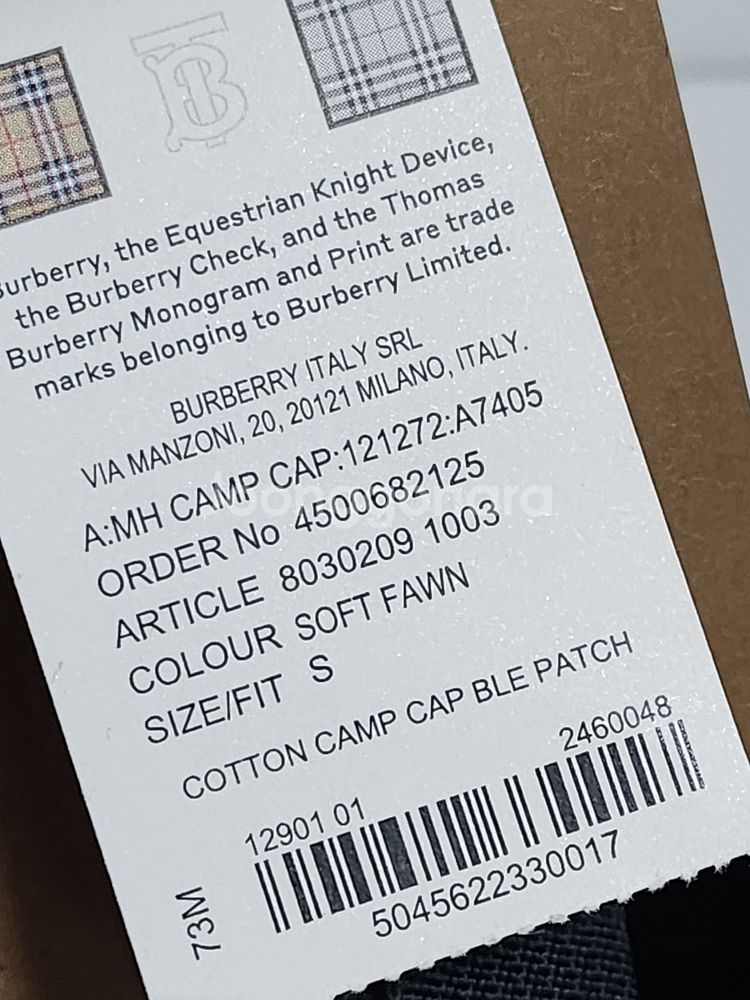 Burberry, the Equestrian Knight Device,
the Burberry Check, and the Thomas
Burberry Monogram and Print are trade
marks belonging to Burberry Limited.
BURBERRY ITALY SRL
VIA MANZONI, 20, 20121 MILANO, ITALY.
A:MH CAMP CAP:121272:A7405
ORDER No 4500682125
ARTICLE 8030209 1003
COLOUR SOFT FAWN
SIZE/FIT S
COTTON CAMP CAP BLE PATCH
12901 01 2460048
73M
5045622330017